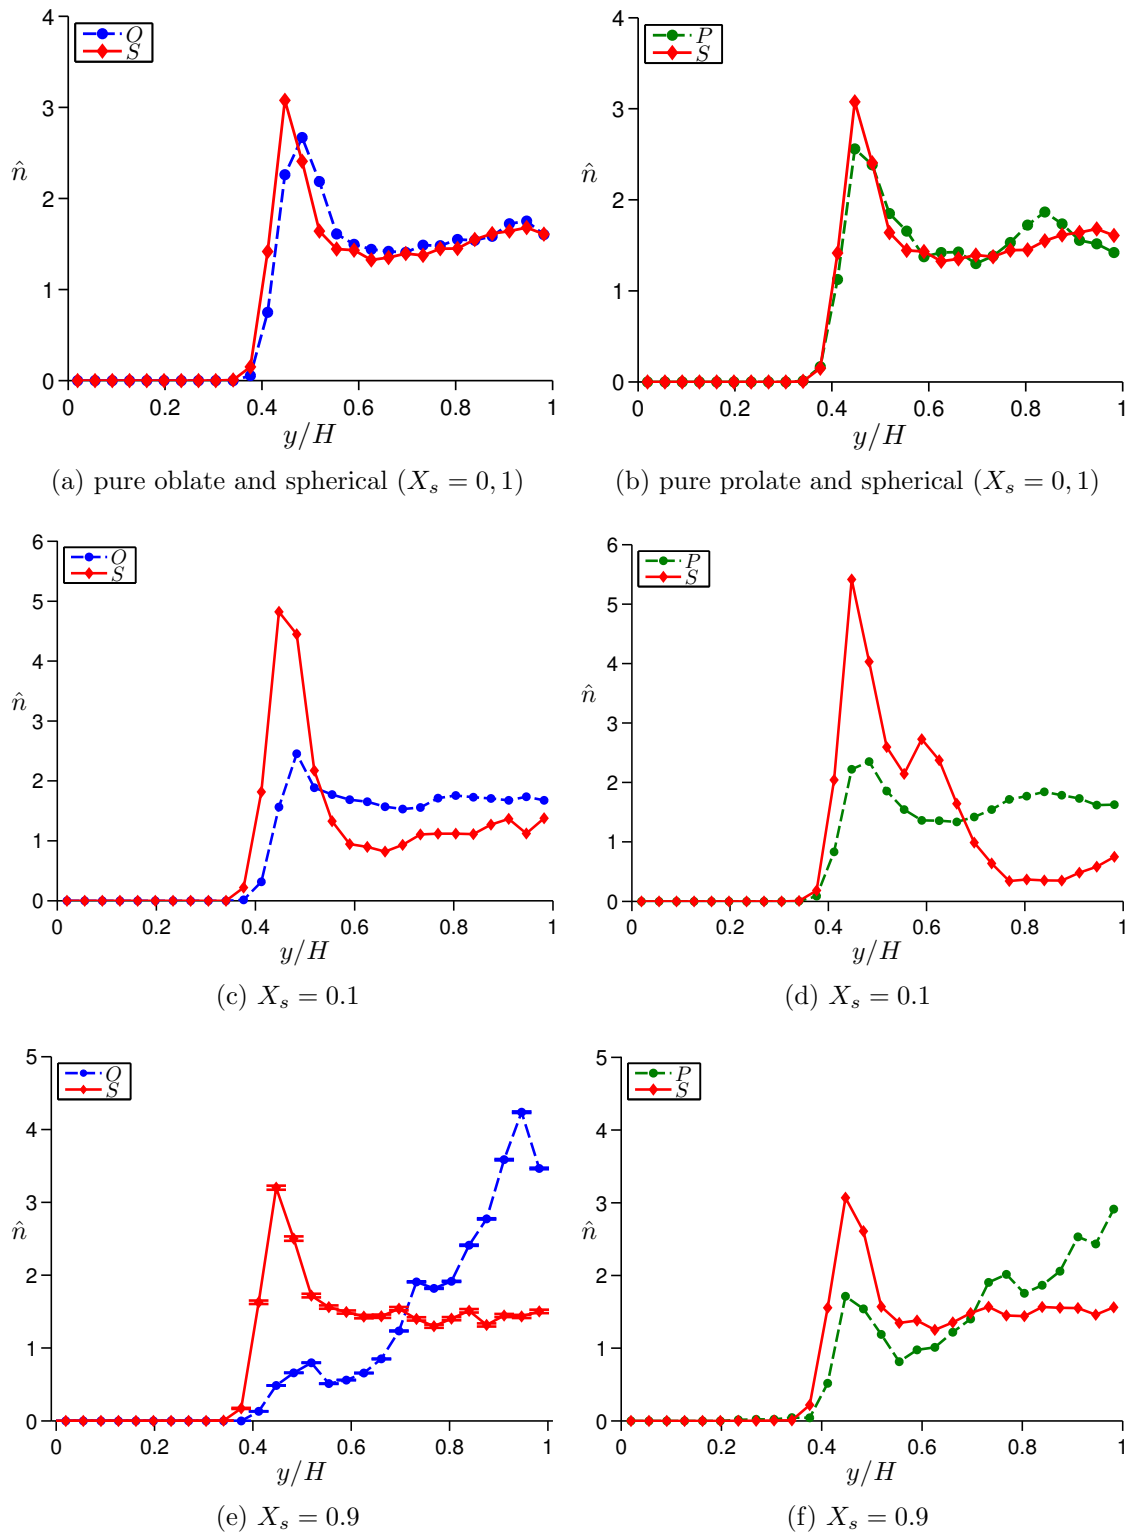 4
3
2
1
0
n̂
O
S
0 0.2 0.4 0.6 0.8 1
y/H
(a) pure oblate and spherical (Xₛ = 0, 1)
4
3
2
1
0
n̂
P
S
0 0.2 0.4 0.6 0.8 1
y/H
(b) pure prolate and spherical (Xₛ = 0, 1)
6
5
4
3
2
1
0
n̂
O
S
0 0.2 0.4 0.6 0.8 1
y/H
(c) Xₛ = 0.1
6
5
4
3
2
1
0
n̂
P
S
0 0.2 0.4 0.6 0.8 1
y/H
(d) Xₛ = 0.1
5
4
3
2
1
0
n̂
O
S
0 0.2 0.4 0.6 0.8 1
y/H
(e) Xₛ = 0.9
5
4
3
2
1
0
n̂
P
S
0 0.2 0.4 0.6 0.8 1
y/H
(f) Xₛ = 0.9